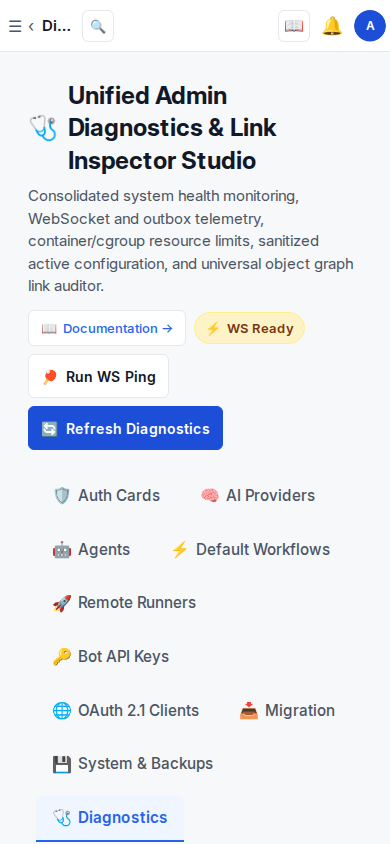 Di...
A
Unified Admin
Diagnostics & Link
Inspector Studio
Consolidated system health monitoring,
WebSocket and outbox telemetry,
container/cgroup resource limits, sanitized
active configuration, and universal object graph
link auditor.
Documentation →
WS Ready
Run WS Ping
Refresh Diagnostics
Auth Cards
AI Providers
Agents
Default Workflows
Remote Runners
Bot API Keys
OAuth 2.1 Clients
Migration
System & Backups
Diagnostics